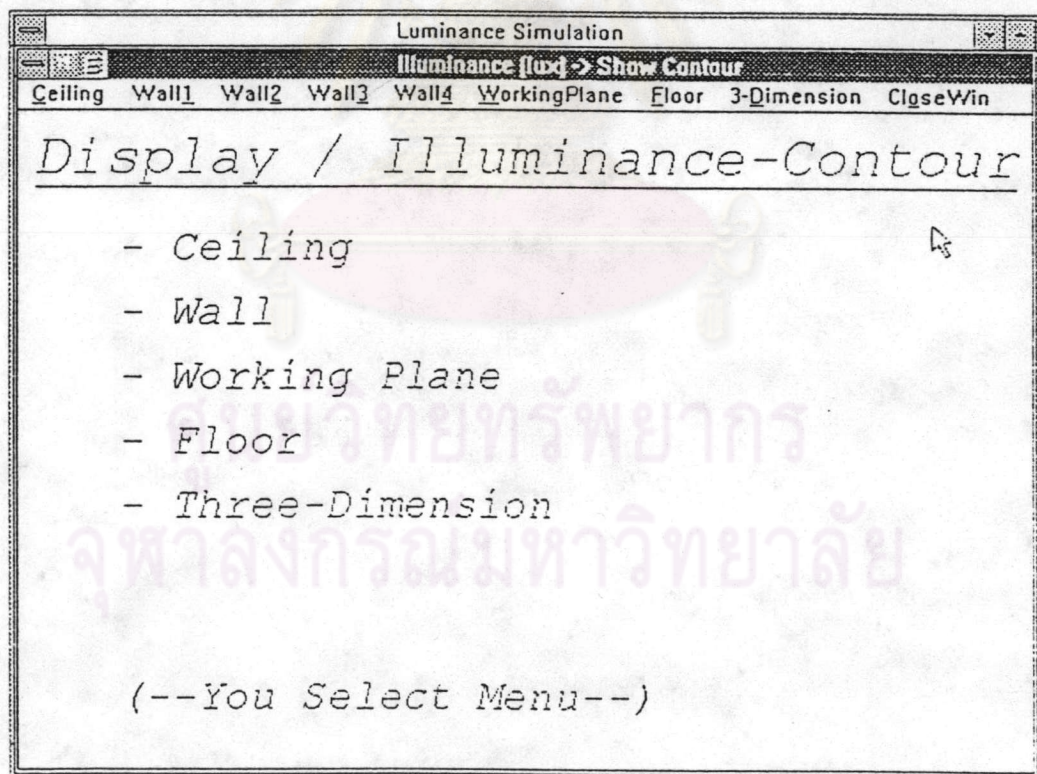 Luminance Simulation
Illuminance [lux] -> Show Contour
Ceiling Wall1 Wall2 Wall3 Wall4 WorkingPlane Floor 3-Dimension CloseWin
Display / Illuminance-Contour
- Ceiling
- Wall
- Working Plane
- Floor
- Three-Dimension
ศูนย์วิทยทรัพยากร
จุฬาลงกรณ์มหาวิทยาลัย
(--You Select Menu--)